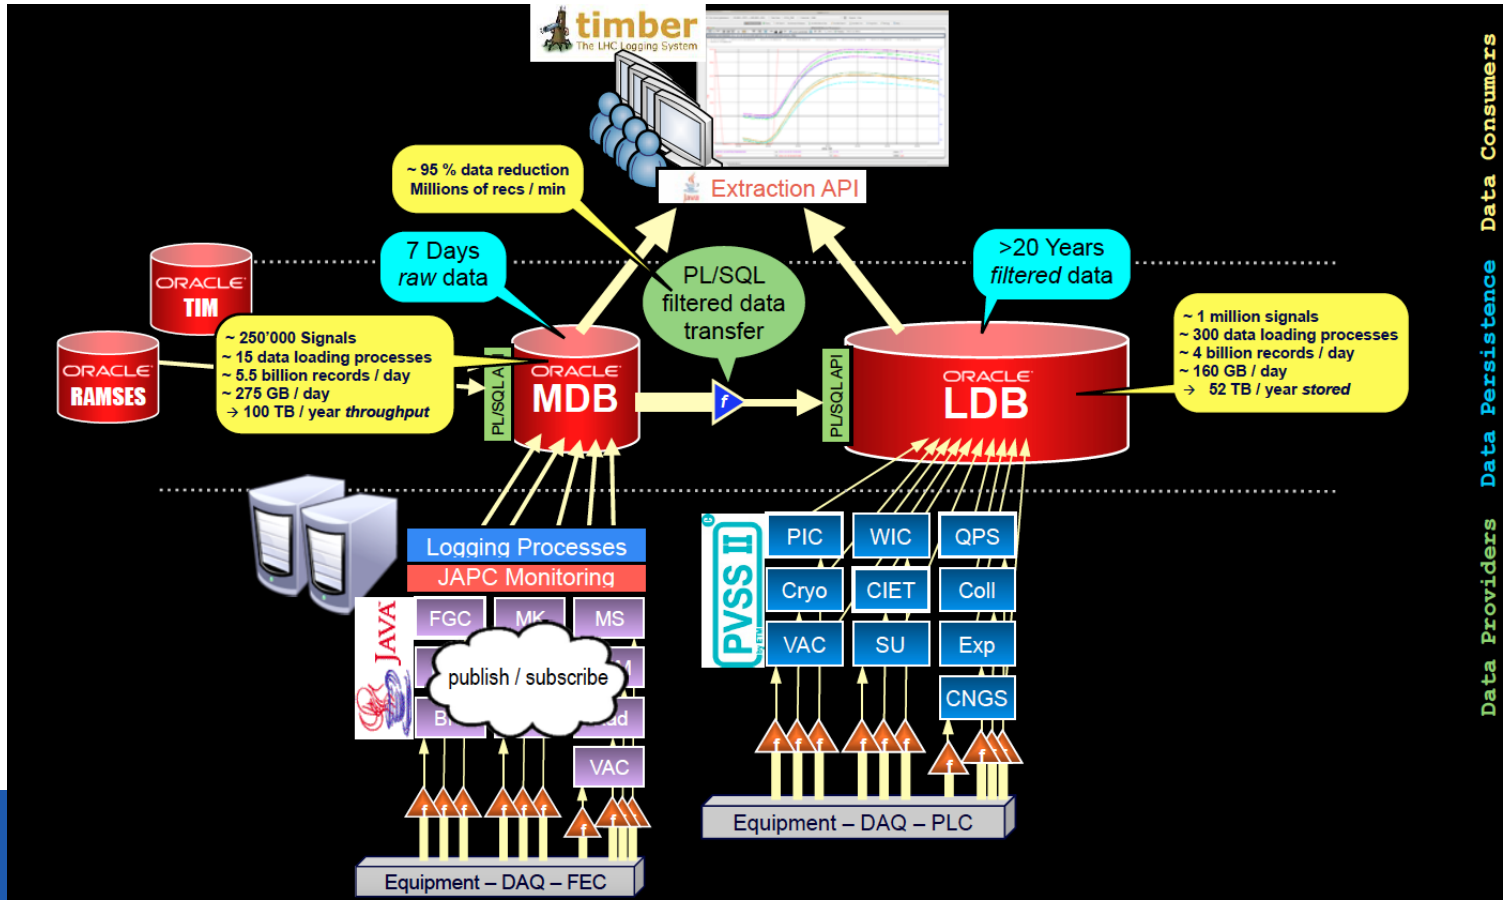 timber
The LHC Logging System
~ 95 % data reduction
Millions of recs / min
Java
Extraction API
7 Days
raw data
PL/SQL
filtered data
transfer
>20 Years
filtered data
ORACLE
TIM
ORACLE
RAMSES
~ 250'000 Signals
~ 15 data loading processes
~ 5.5 billion records / day
~ 275 GB / day
→ 100 TB / year throughput
PL/SQL API
ORACLE
MDB
f
PL/SQL API
ORACLE
LDB
~ 1 million signals
~ 300 data loading processes
~ 4 billion records / day
~ 160 GB / day
→ 52 TB / year stored
Data Consumers
Data Persistence
Data Providers
Logging Processes
JAPC Monitoring
JAVA
FGC
MK
MS
publish / subscribe
VAC
f f f f f f f f
Equipment – DAQ – FEC
PVSS II
by ETM
PIC
WIC
QPS
Cryo
CIET
Coll
VAC
SU
Exp
CNGS
f f f f f f f f
Equipment – DAQ – PLC